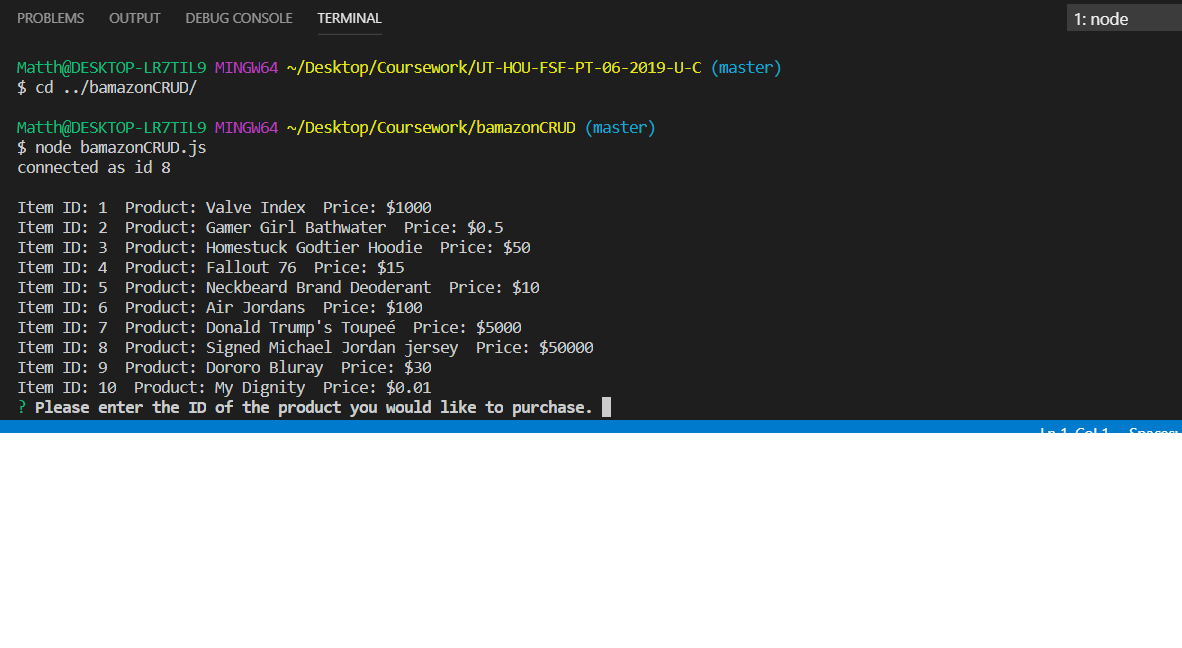 PROBLEMS OUTPUT DEBUG CONSOLE TERMINAL 1: node
Matth@DESKTOP-LR7TIL9 MINGW64 ~/Desktop/Coursework/UT-HOU-FSF-PT-06-2019-U-C (master)
$ cd ../bamazonCRUD/
Matth@DESKTOP-LR7TIL9 MINGW64 ~/Desktop/Coursework/bamazonCRUD (master)
$ node bamazonCRUD.js
connected as id 8
Item ID: 1  Product: Valve Index  Price: $1000
Item ID: 2  Product: Gamer Girl Bathwater  Price: $0.5
Item ID: 3  Product: Homestuck Godtier Hoodie  Price: $50
Item ID: 4  Product: Fallout 76  Price: $15
Item ID: 5  Product: Neckbeard Brand Deoderant  Price: $10
Item ID: 6  Product: Air Jordans  Price: $100
Item ID: 7  Product: Donald Trump's Toupeé  Price: $5000
Item ID: 8  Product: Signed Michael Jordan jersey  Price: $50000
Item ID: 9  Product: Dororo Bluray  Price: $30
Item ID: 10  Product: My Dignity  Price: $0.01
? Please enter the ID of the product you would like to purchase.
Ln 1, Col 1 Spaces: